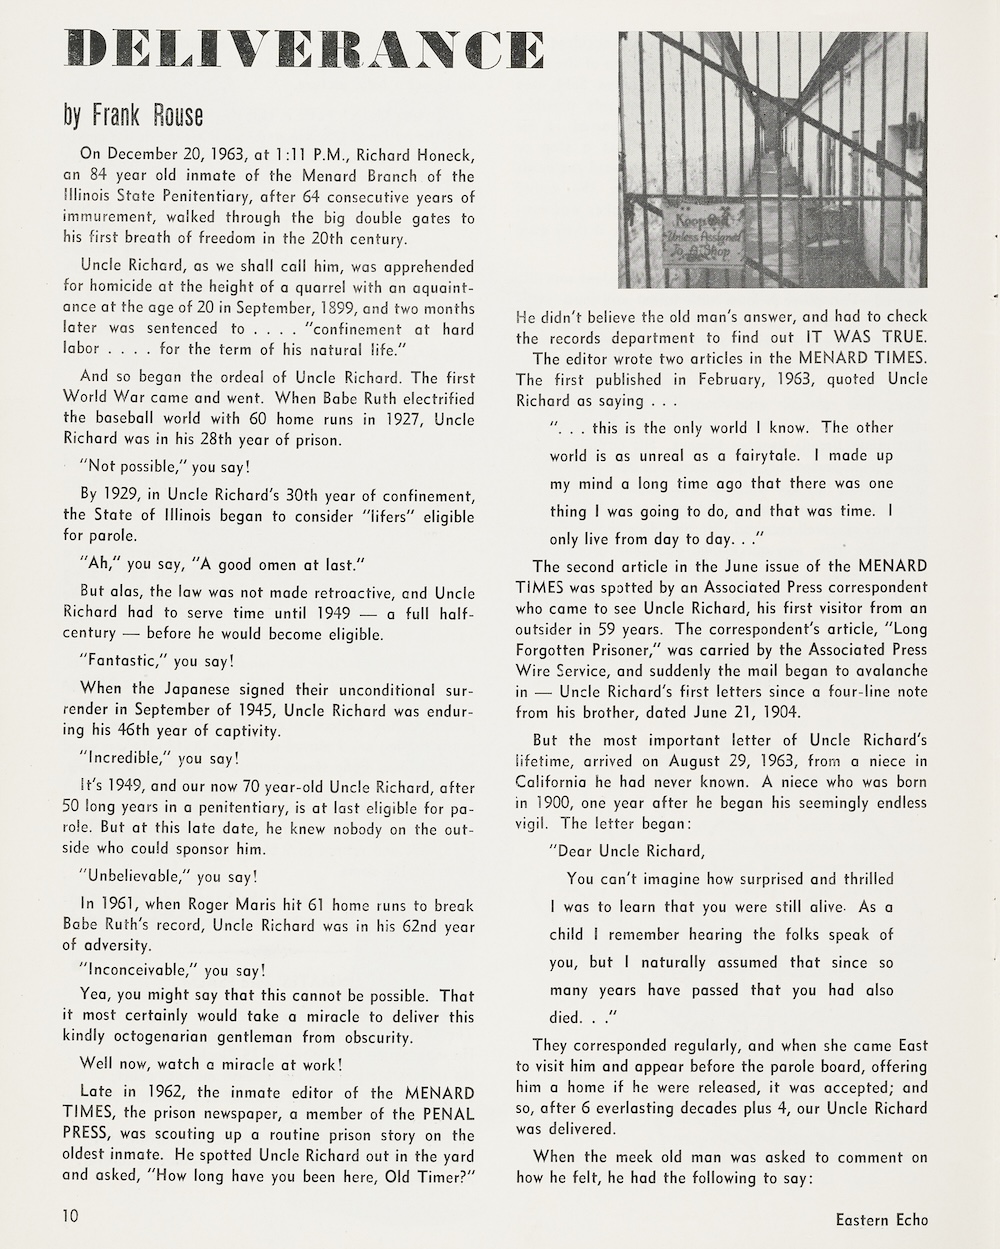 DELIVERANCE
by Frank Rouse
On December 20, 1963, at 1:11 P.M., Richard Honeck,
an 84 year old inmate of the Menard Branch of the
Illinois State Penitentiary, after 64 consecutive years of
immurement, walked through the big double gates to
his first breath of freedom in the 20th century.
Uncle Richard, as we shall call him, was apprehended
for homicide at the height of a quarrel with an aquaint-
ance at the age of 20 in September, 1899, and two months
later was sentenced to . . . . "confinement at hard
labor . . . . for the term of his natural life."
And so began the ordeal of Uncle Richard. The first
World War came and went. When Babe Ruth electrified
the baseball world with 60 home runs in 1927, Uncle
Richard was in his 28th year of prison.
"Not possible," you say!
By 1929, in Uncle Richard's 30th year of confinement,
the State of Illinois began to consider "lifers" eligible
for parole.
"Ah," you say, "A good omen at last."
But alas, the law was not made retroactive, and Uncle
Richard had to serve time until 1949 — a full half-
century — before he would become eligible.
"Fantastic," you say!
When the Japanese signed their unconditional sur-
render in September of 1945, Uncle Richard was endur-
ing his 46th year of captivity.
"Incredible," you say!
It's 1949, and our now 70 year-old Uncle Richard, after
50 long years in a penitentiary, is at last eligible for pa-
role. But at this late date, he knew nobody on the out-
side who could sponsor him.
"Unbelievable," you say!
In 1961, when Roger Maris hit 61 home runs to break
Babe Ruth's record, Uncle Richard was in his 62nd year
of adversity.
"Inconceivable," you say!
Yea, you might say that this cannot be possible. That
it most certainly would take a miracle to deliver this
kindly octogenarian gentleman from obscurity.
Well now, watch a miracle at work!
Late in 1962, the inmate editor of the MENARD
TIMES, the prison newspaper, a member of the PENAL
PRESS, was scouting up a routine prison story on the
oldest inmate. He spotted Uncle Richard out in the yard
and asked, "How long have you been here, Old Timer?"
Keep Out
Unless Assigned
To A Shop
He didn't believe the old man's answer, and had to check
the records department to find out IT WAS TRUE.
The editor wrote two articles in the MENARD TIMES.
The first published in February, 1963, quoted Uncle
Richard as saying . . .
". . . this is the only world I know. The other
world is as unreal as a fairytale. I made up
my mind a long time ago that there was one
thing I was going to do, and that was time. I
only live from day to day. . ."
The second article in the June issue of the MENARD
TIMES was spotted by an Associated Press correspondent
who came to see Uncle Richard, his first visitor from an
outsider in 59 years. The correspondent's article, "Long
Forgotten Prisoner," was carried by the Associated Press
Wire Service, and suddenly the mail began to avalanche
in — Uncle Richard's first letters since a four-line note
from his brother, dated June 21, 1904.
But the most important letter of Uncle Richard's
lifetime, arrived on August 29, 1963, from a niece in
California he had never known. A niece who was born
in 1900, one year after he began his seemingly endless
vigil. The letter began:
"Dear Uncle Richard,
You can't imagine how surprised and thrilled
I was to learn that you were still alive. As a
child I remember hearing the folks speak of
you, but I naturally assumed that since so
many years have passed that you had also
died. . ."
They corresponded regularly, and when she came East
to visit him and appear before the parole board, offering
him a home if he were released, it was accepted; and
so, after 6 everlasting decades plus 4, our Uncle Richard
was delivered.
When the meek old man was asked to comment on
how he felt, he had the following to say:
10
Eastern Echo